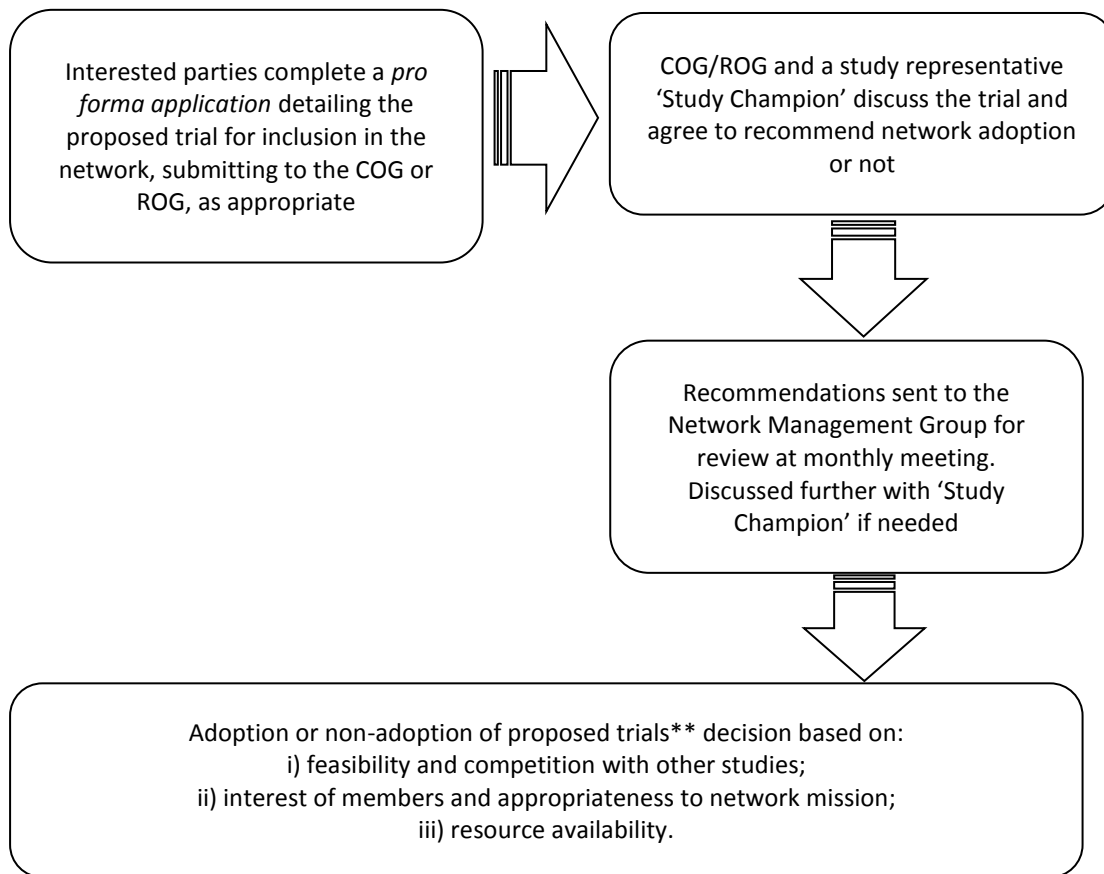 Interested parties complete a pro
forma application detailing the
proposed trial for inclusion in the
network, submitting to the COG or
ROG, as appropriate
COG/ROG and a study representative
‘Study Champion’ discuss the trial and
agree to recommend network adoption
or not
Recommendations sent to the
Network Management Group for
review at monthly meeting.
Discussed further with ‘Study
Champion’ if needed
Adoption or non-adoption of proposed trials** decision based on:
i) feasibility and competition with other studies;
ii) interest of members and appropriateness to network mission;
iii) resource availability.